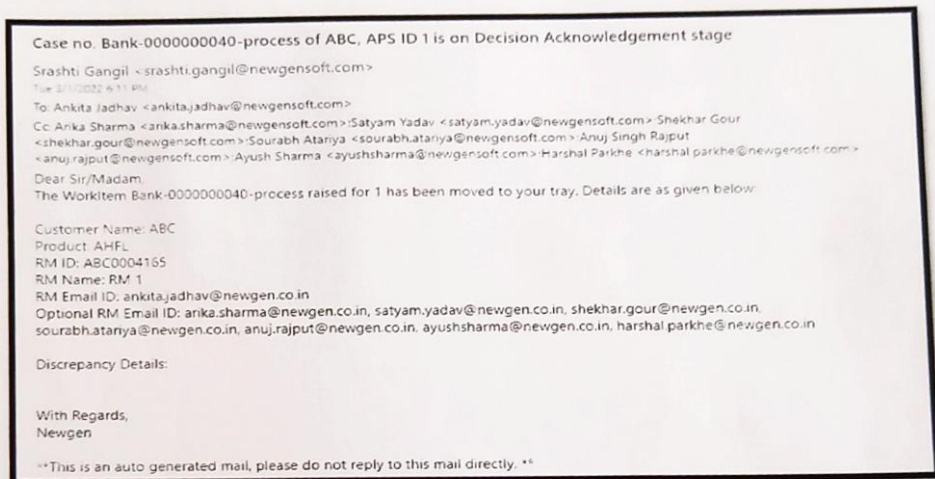 Case no. Bank-0000000040-process of ABC, APS ID 1 is on Decision Acknowledgement stage
Srashti Gangil <srashti.gangil@newgensoft.com>
Tue 3/1/2022 6:11 PM
To: Ankita Jadhav <ankita.jadhav@newgensoft.com>
Cc: Arika Sharma <arika.sharma@newgensoft.com>;Satyam Yadav <satyam.yadav@newgensoft.com>;Shekhar Gour
<shekhar.gour@newgensoft.com>;Sourabh Atariya <sourabh.atariya@newgensoft.com>;Anuj Singh Rajput
<anuj.rajput@newgensoft.com>;Ayush Sharma <ayushsharma@newgensoft.com>;Harshal Parkhe <harshal.parkhe@newgensoft.com>
Dear Sir/Madam,
The WorkItem Bank-0000000040-process raised for 1 has been moved to your tray. Details are as given below:
Customer Name: ABC
Product: AHFL
RM ID: ABC0004165
RM Name: RM 1
RM Email ID: ankita.jadhav@newgen.co.in
Optional RM Email ID: arika.sharma@newgen.co.in, satyam.yadav@newgen.co.in, shekhar.gour@newgen.co.in,
sourabh.atariya@newgen.co.in, anuj.rajput@newgen.co.in, ayushsharma@newgen.co.in, harshal.parkhe@newgen.co.in
Discrepancy Details:
With Regards,
Newgen
**This is an auto generated mail, please do not reply to this mail directly. **